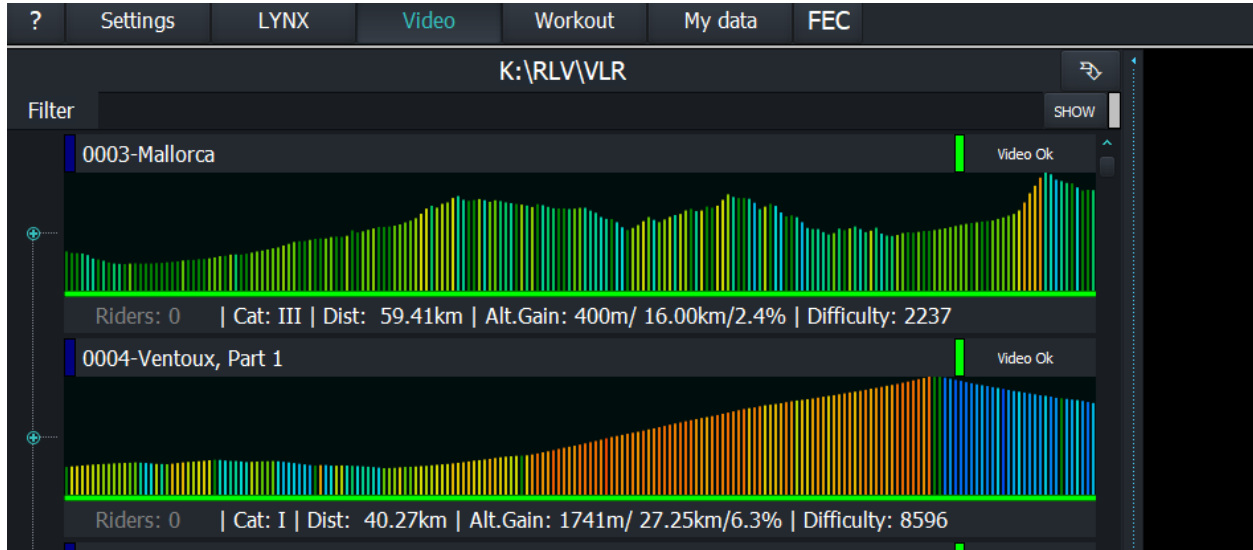 ? Settings LYNX Video Workout My data FEC
K:\RLV\VLR
Filter SHOW
0003-Mallorca Video Ok
Riders: 0 | Cat: III | Dist: 59.41km | Alt.Gain: 400m/ 16.00km/2.4% | Difficulty: 2237
0004-Ventoux, Part 1 Video Ok
Riders: 0 | Cat: I | Dist: 40.27km | Alt.Gain: 1741m/ 27.25km/6.3% | Difficulty: 8596